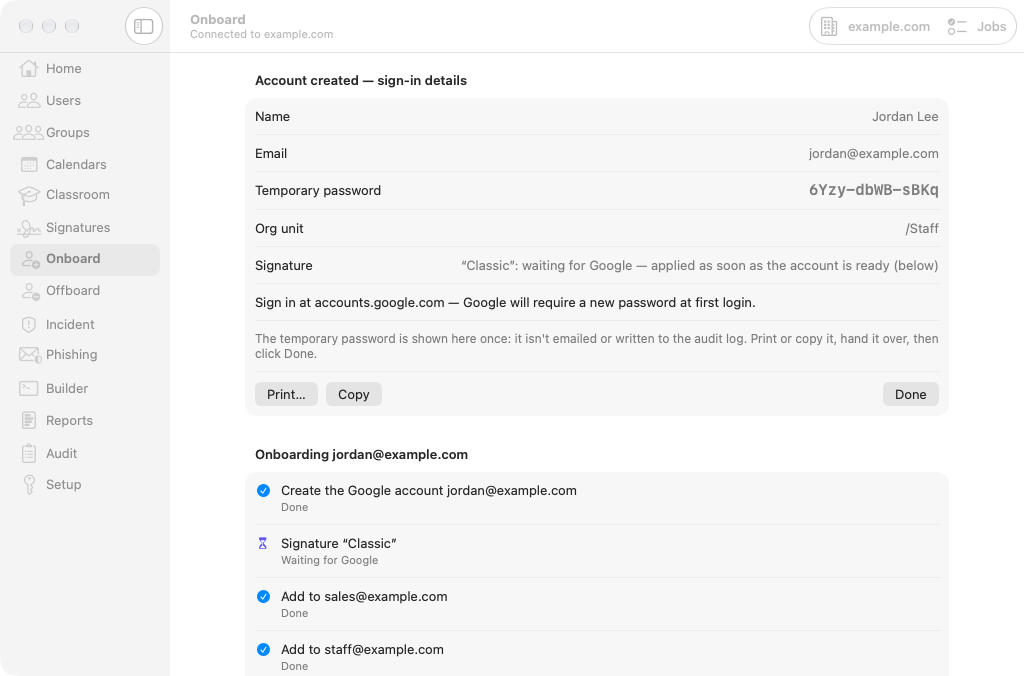 Onboard
Connected to example.com
example.com
Jobs
Home
Users
Groups
Calendars
Classroom
Signatures
Onboard
Offboard
Incident
Phishing
Builder
Reports
Audit
Setup
Account created — sign-in details
Name
Jordan Lee
Email
jordan@example.com
Temporary password
6Yzy-dbWB-sBKq
Org unit
/Staff
Signature
“Classic”: waiting for Google — applied as soon as the account is ready (below)
Sign in at accounts.google.com — Google will require a new password at first login.
The temporary password is shown here once: it isn't emailed or written to the audit log. Print or copy it, hand it over, then
click Done.
Print...
Copy
Done
Onboarding jordan@example.com
Create the Google account jordan@example.com
Done
Signature “Classic”
Waiting for Google
Add to sales@example.com
Done
Add to staff@example.com
Done